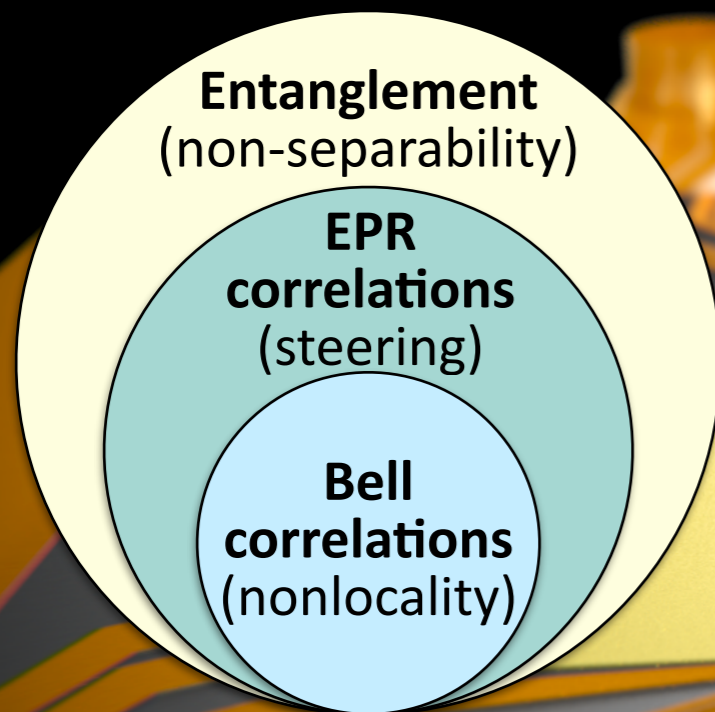 Entanglement
(non-separability)
EPR
correlations
(steering)
Bell
correlations
(nonlocality)